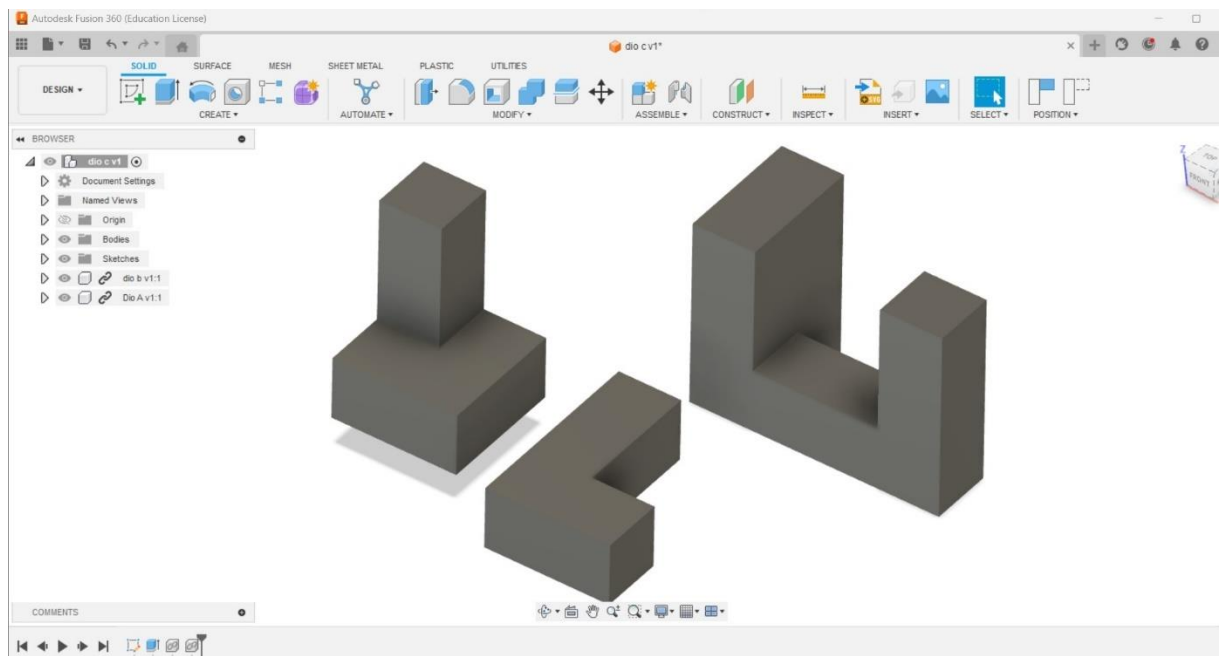 Autodesk Fusion 360 (Education License)
dio c v1*
SOLID SURFACE MESH SHEET METAL PLASTIC UTILITIES
DESIGN
CREATE AUTOMATE MODIFY ASSEMBLE CONSTRUCT INSPECT INSERT SELECT POSITION
BROWSER
dio c v1
Document Settings
Named Views
Origin
Bodies
Sketches
dio b v1:1
Dio A v1:1
Z
TOP
FRONT
COMMENTS